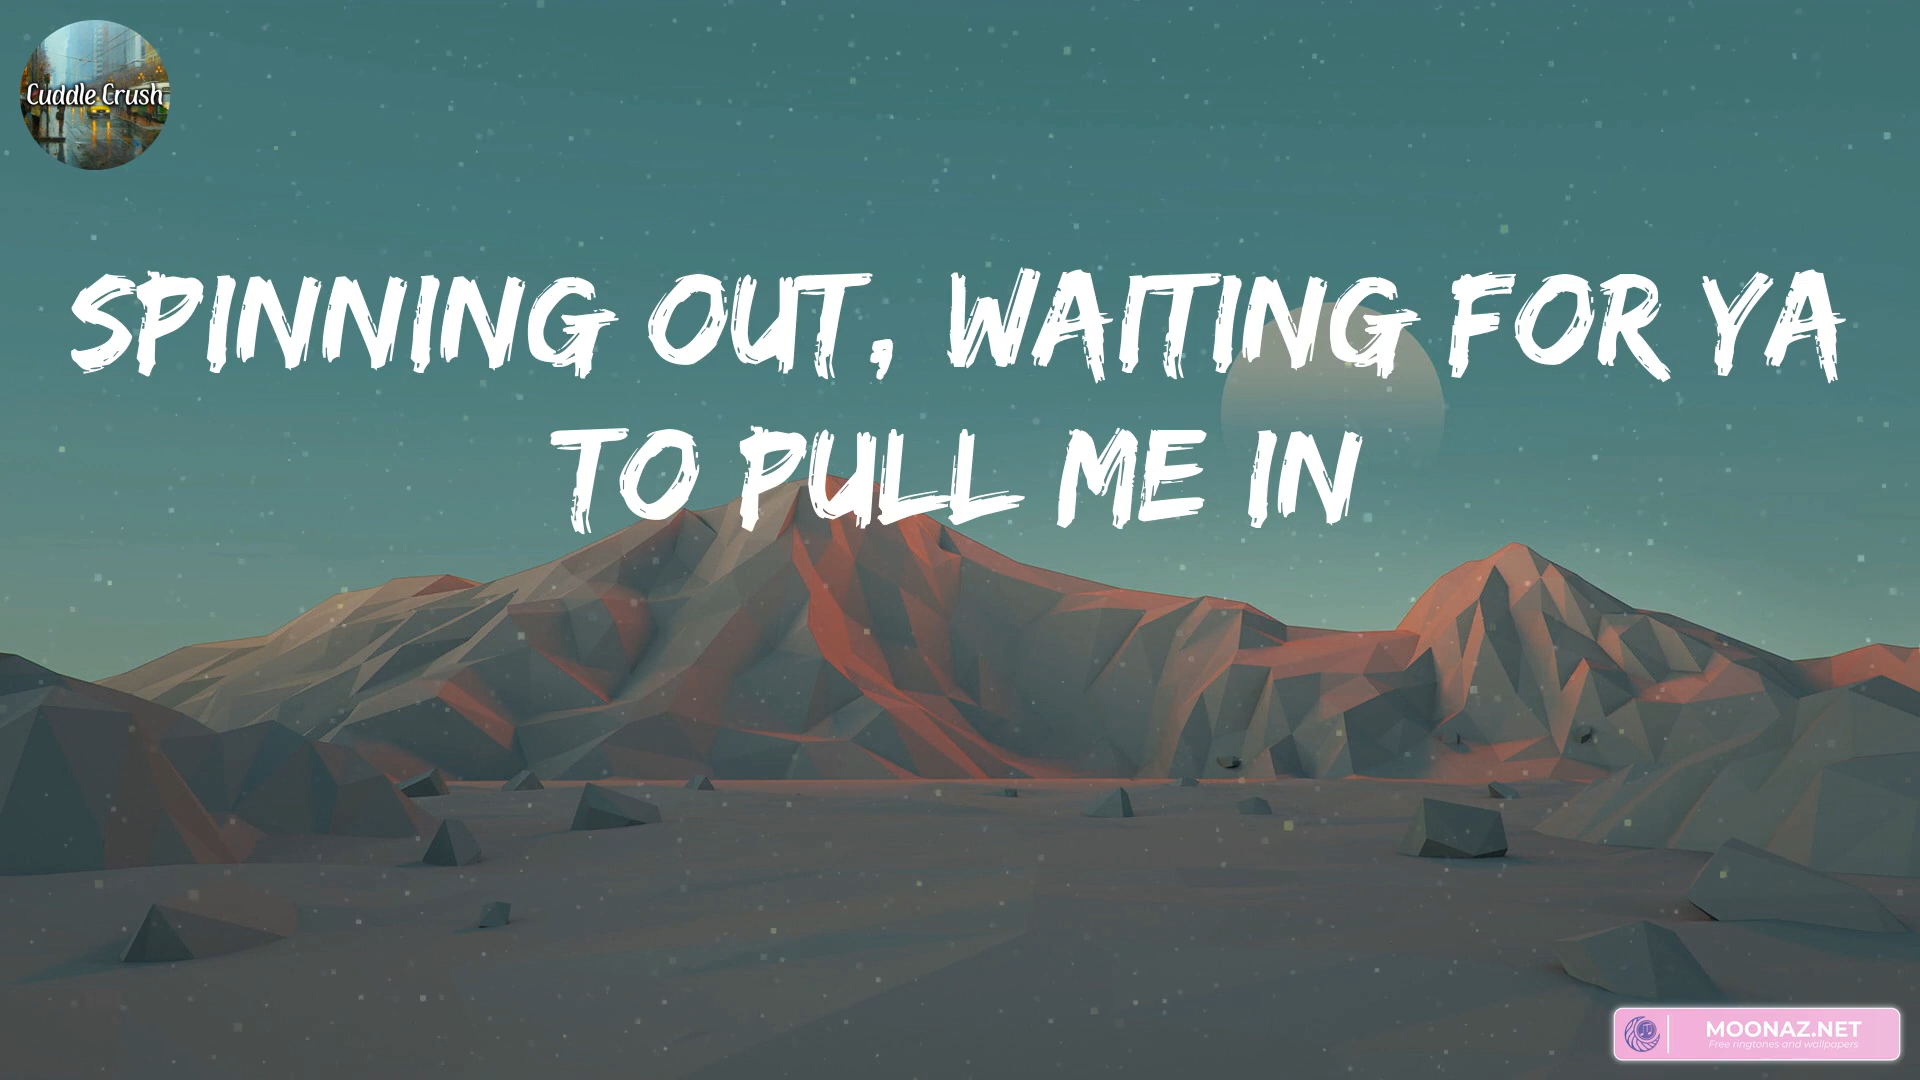 Cuddle Crush
SPINNING OUT, WAITING FOR YA
TO PULL ME IN
MOONAZ.NET
Free ringtones and wallpapers